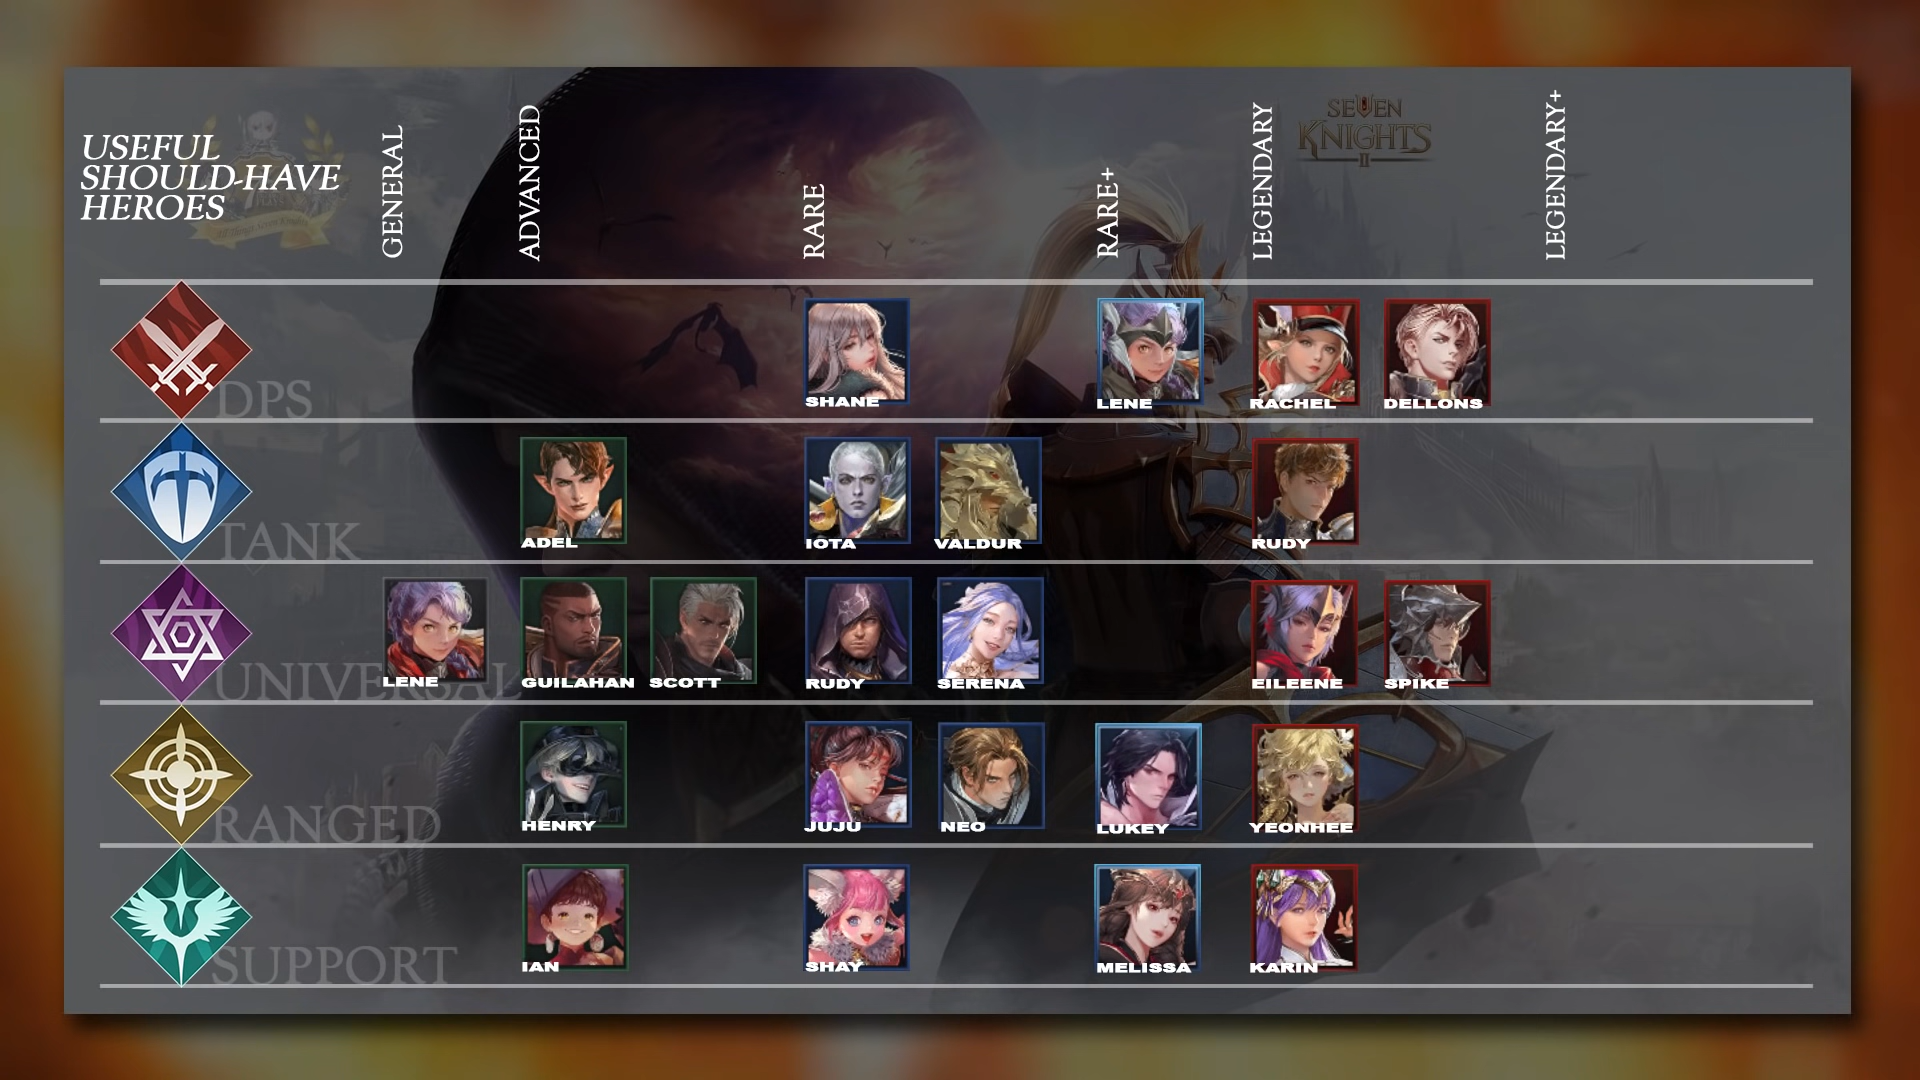 USEFUL
SHOULD-HAVE
HEROES
GENERAL
ADVANCED
RARE
RARE+
LEGENDARY
SEVEN
KNIGHTS
II
LEGENDARY+
DPS
SHANE
LENE
RACHEL
DELLONS
TANK
ADEL
IOTA
VALDUR
RUDY
UNIVERSAL
LENE
GUILAHAN
SCOTT
RUDY
SERENA
EILEENE
SPIKE
RANGED
HENRY
JUJU
NEO
LUKEY
YEONHEE
SUPPORT
IAN
SHAY
MELISSA
KARIN